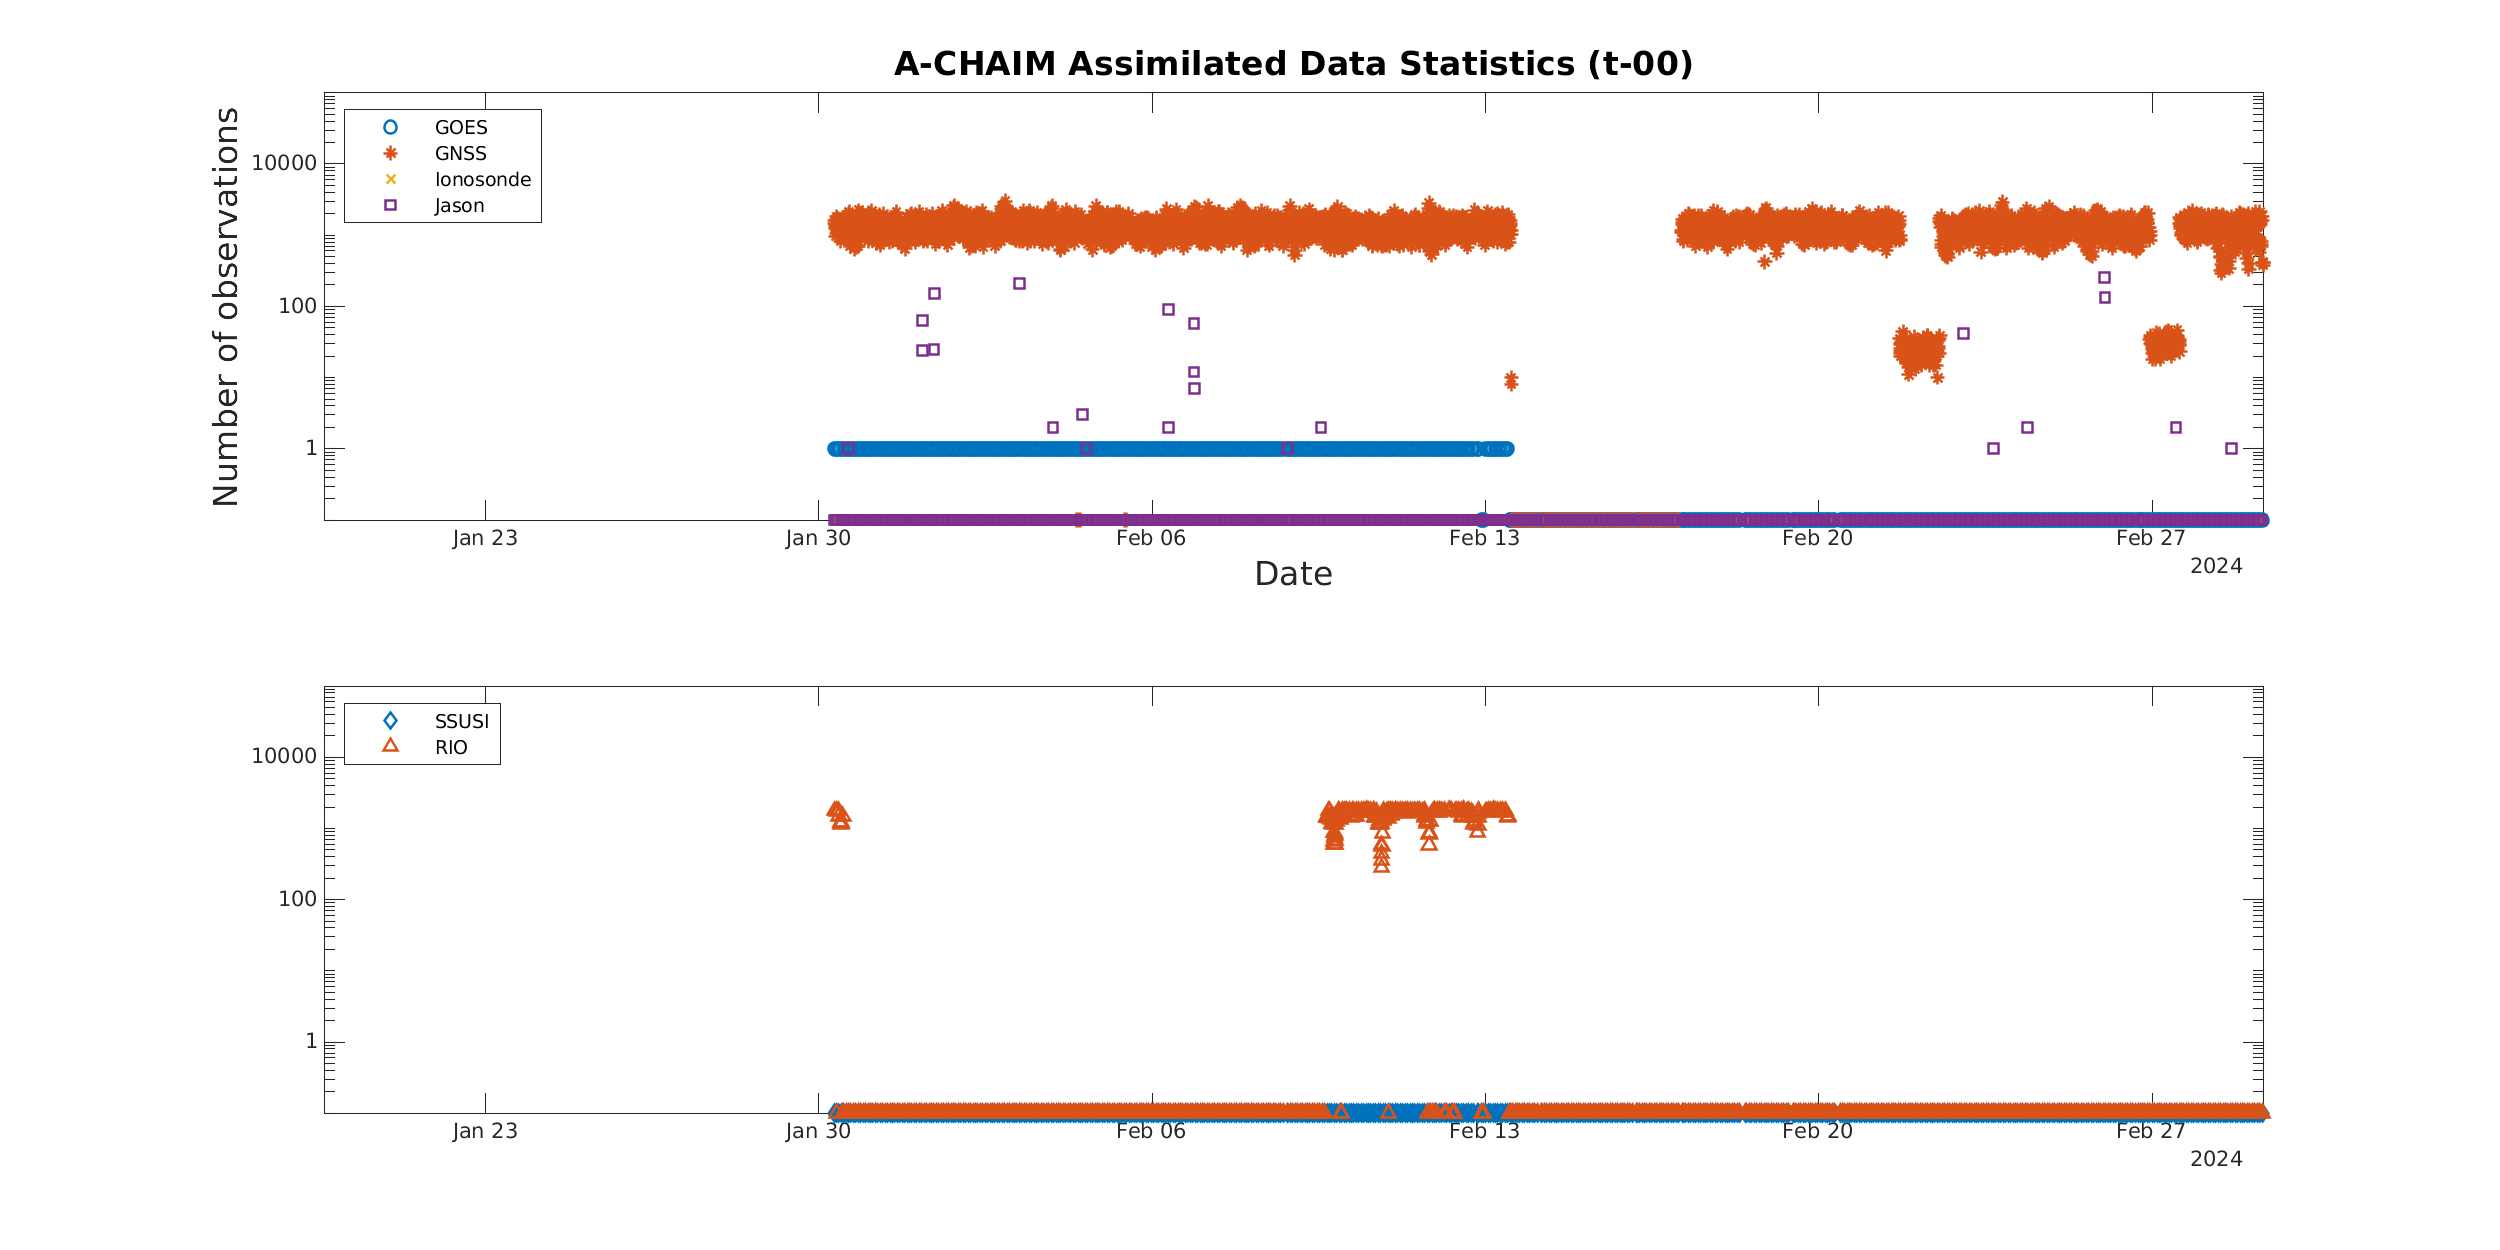 A-CHAIM Assimilated Data Statistics (t-00)
GOES
GNSS
Ionosonde
Jason
Number of observations
10000
100
1
Jan 23
Jan 30
Feb 06
Feb 13
Feb 20
Feb 27
2024
Date
SSUSI
RIO
10000
100
1
Jan 23
Jan 30
Feb 06
Feb 13
Feb 20
Feb 27
2024